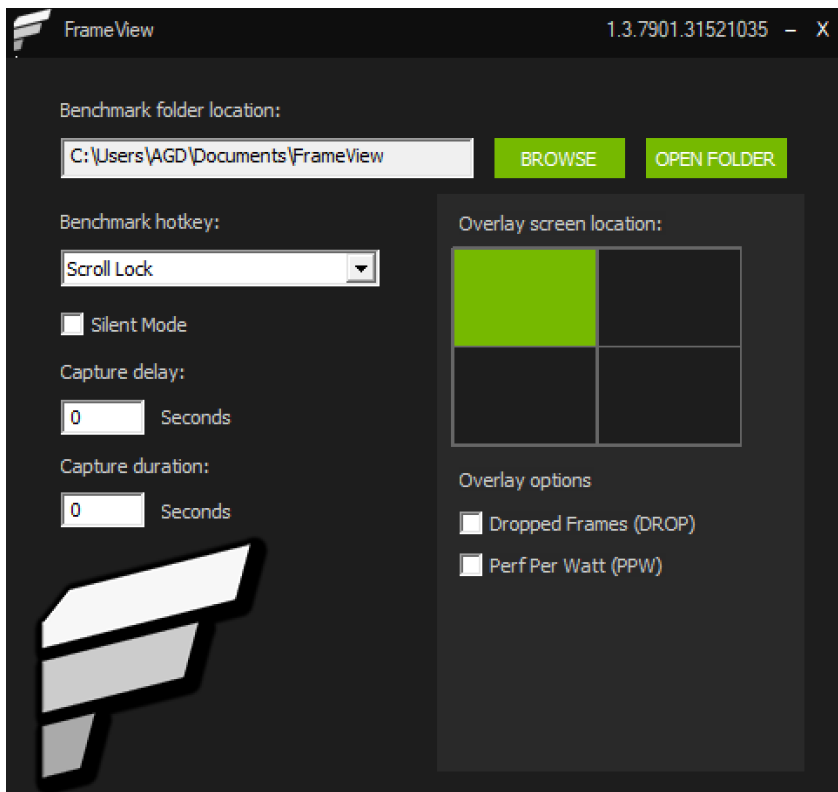 FrameView 1.3.7901.31521035 – X
Benchmark folder location:
C:\Users\AGD\Documents\FrameView BROWSE OPEN FOLDER
Benchmark hotkey:
Scroll Lock
Silent Mode
Capture delay:
0 Seconds
Capture duration:
0 Seconds
Overlay screen location:
Overlay options
Dropped Frames (DROP)
Perf Per Watt (PPW)